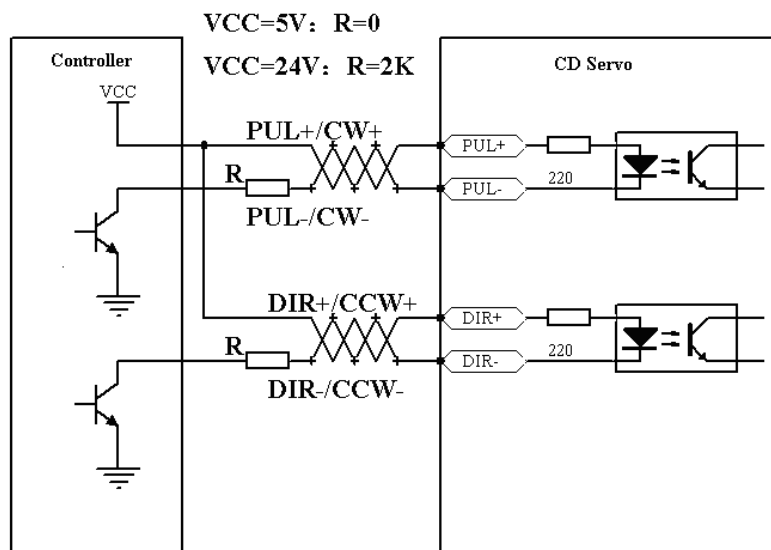 VCC=5V: R=0
VCC=24V: R=2K
Controller
CD Servo
VCC
PUL+/CW+
PUL+
R
PUL-
220
PUL-/CW-
DIR+/CCW+
DIR+
R
DIR-
220
DIR-/CCW-